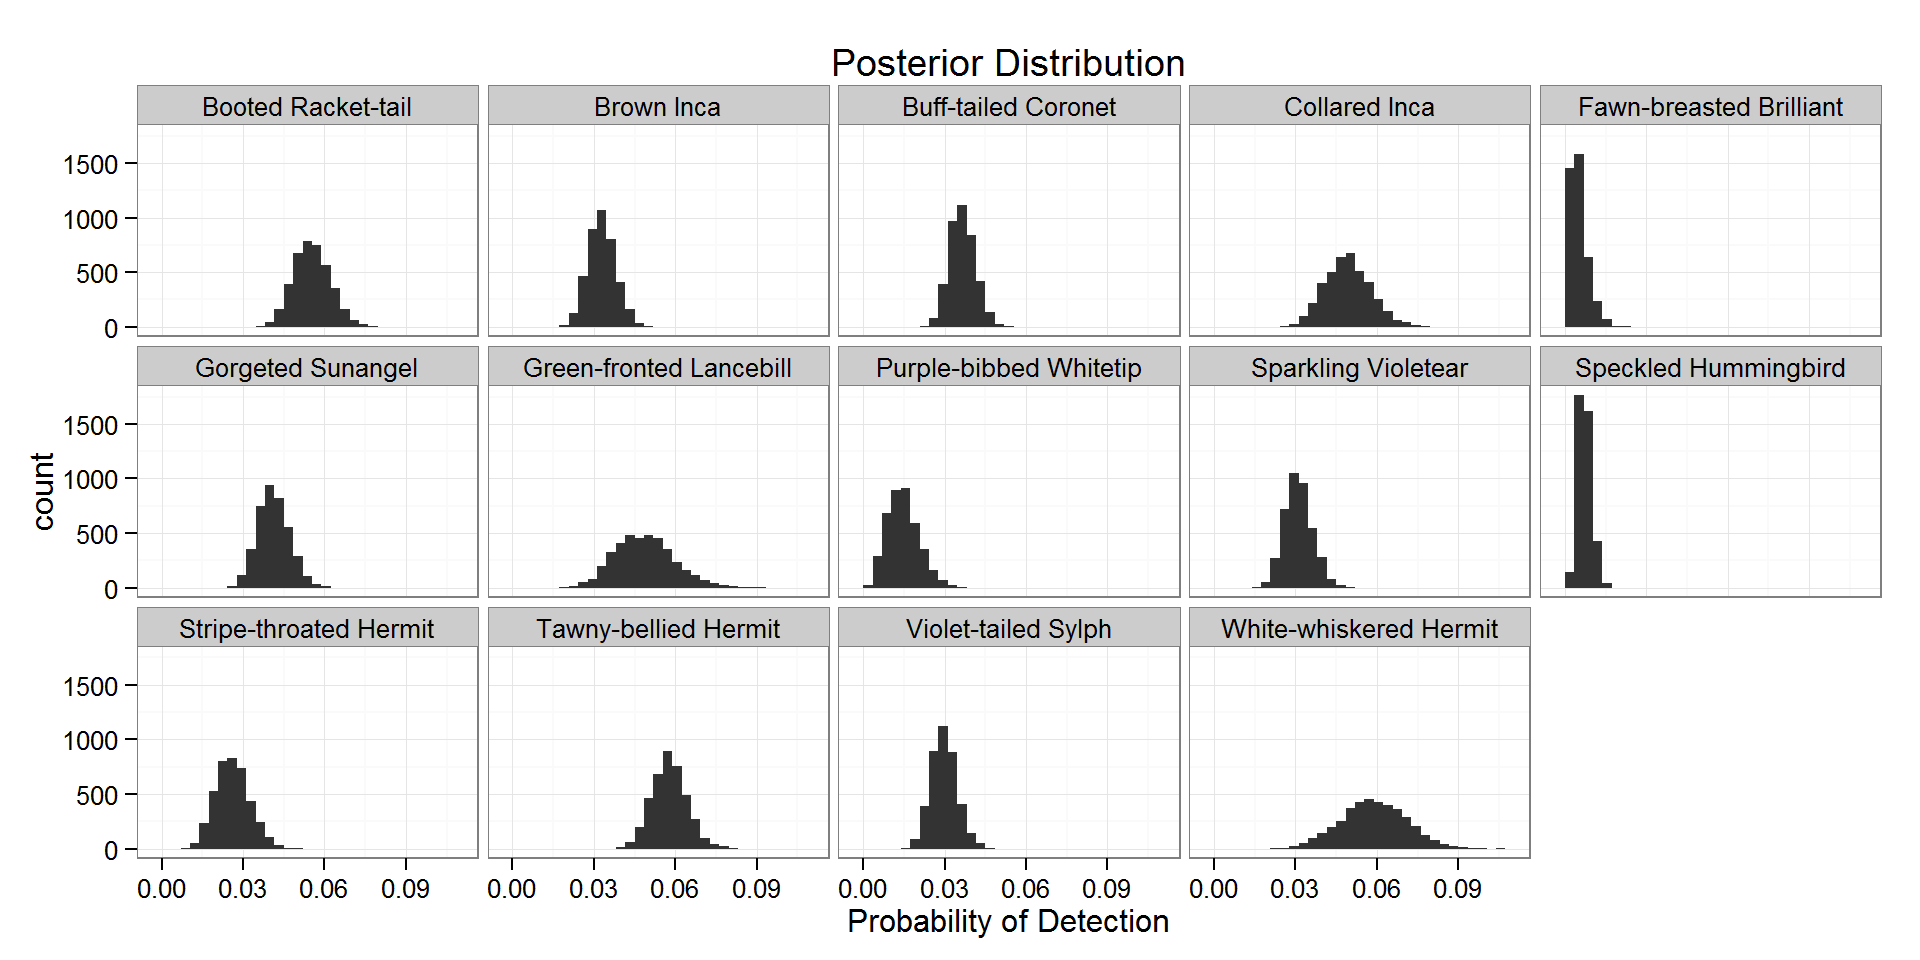 Posterior Distribution
Booted Racket-tail Brown Inca Buff-tailed Coronet Collared Inca Fawn-breasted Brilliant
1500
1000
500
0
Gorgeted Sunangel Green-fronted Lancebill Purple-bibbed Whitetip Sparkling Violetear Speckled Hummingbird
1500
1000
500
0
count
Stripe-throated Hermit Tawny-bellied Hermit Violet-tailed Sylph White-whiskered Hermit
1500
1000
500
0
0.00 0.03 0.06 0.09 0.00 0.03 0.06 0.09 0.00 0.03 0.06 0.09 0.00 0.03 0.06 0.09
Probability of Detection